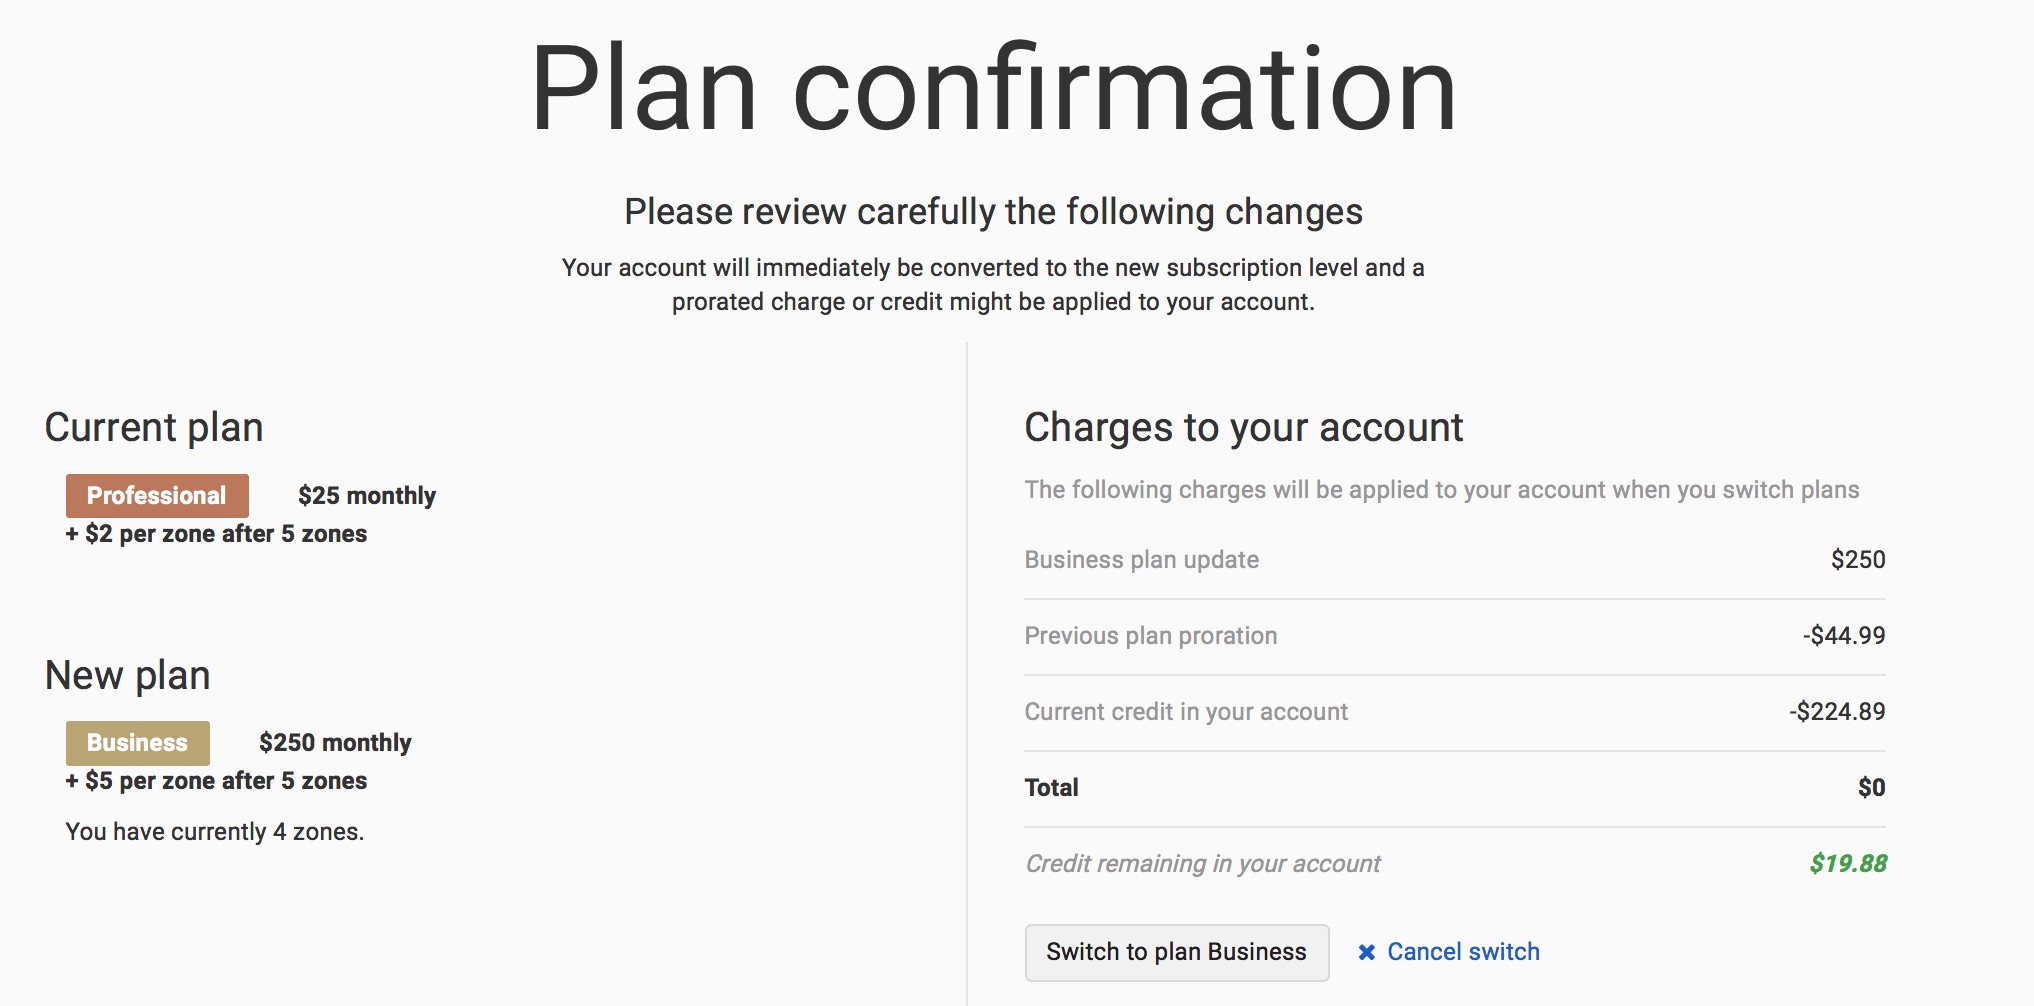 Plan confirmation
Please review carefully the following changes
Your account will immediately be converted to the new subscription level and a
prorated charge or credit might be applied to your account.
Current plan
Professional $25 monthly
+ $2 per zone after 5 zones
New plan
Business $250 monthly
+ $5 per zone after 5 zones
You have currently 4 zones.
Charges to your account
The following charges will be applied to your account when you switch plans
Business plan update $250
Previous plan proration -$44.99
Current credit in your account -$224.89
Total $0
Credit remaining in your account $19.88
Switch to plan Business ✖ Cancel switch